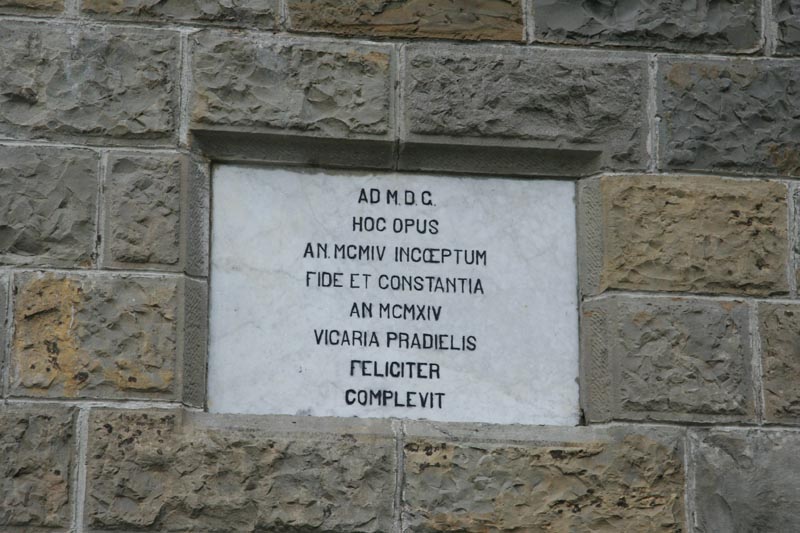 AD M.D.G.
HOC OPUS
AN. MCMIV INCŒPTUM
FIDE ET CONSTANTIA
AN MCMXIV
VICARIA PRADIELIS
FELICITER
COMPLEVIT